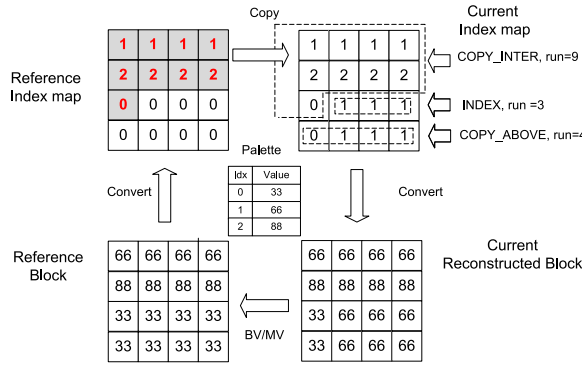 Copy
Current
Index map
Reference
Index map
1 1 1 1
2 2 2 2
0 0 0 0
0 0 0 0
1 1 1 1
2 2 2 2
0 1 1 1
0 1 1 1
COPY_INTER, run=9
INDEX, run =3
COPY_ABOVE, run=4
Palette
Idx Value
0 33
1 66
2 88
Convert
Convert
Reference
Block
66 66 66 66
88 88 88 88
33 33 33 33
33 33 33 33
BV/MV
66 66 66 66
88 88 88 88
33 66 66 66
33 66 66 66
Current
Reconstructed Block